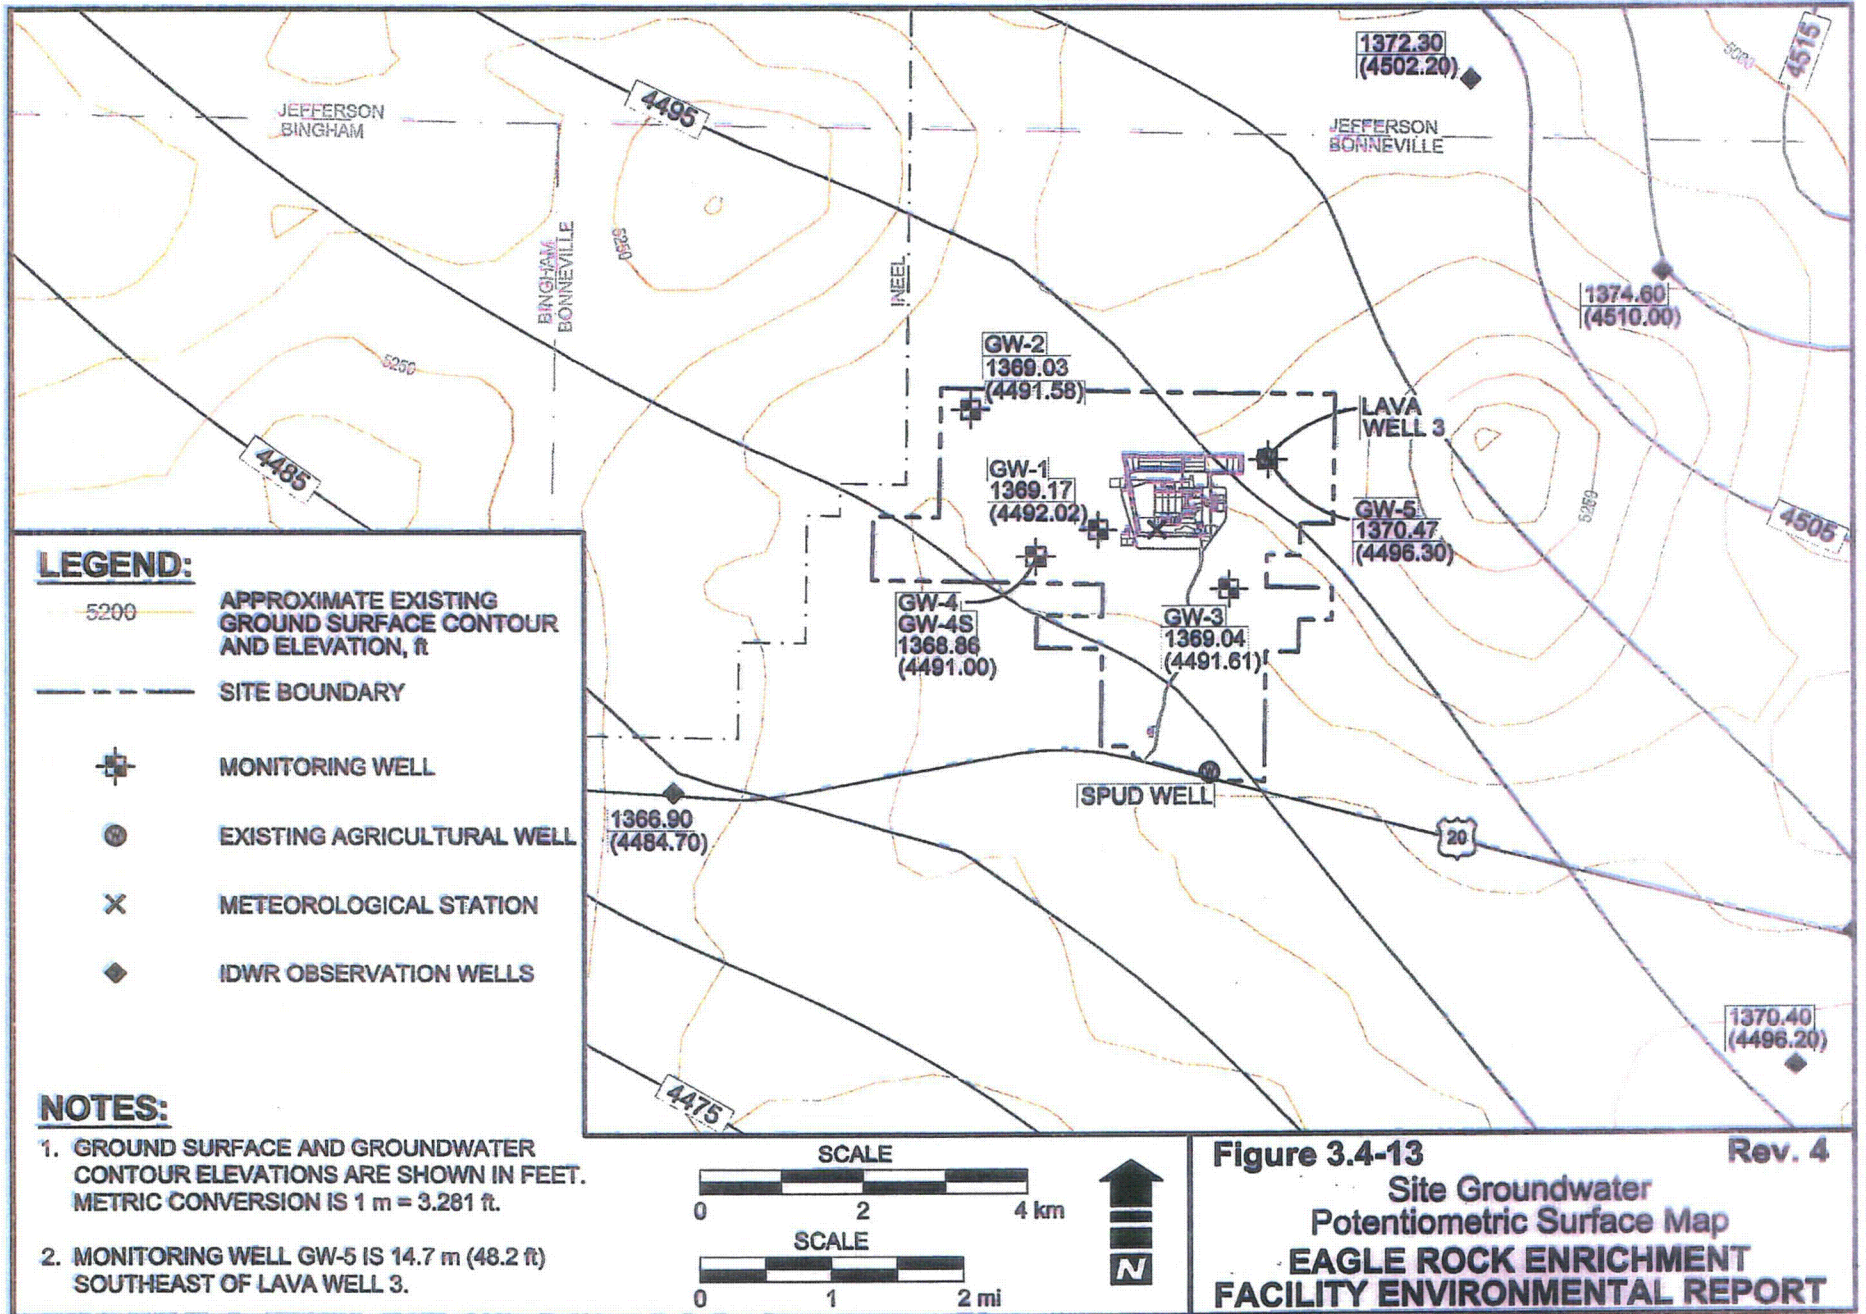 1372.30
(4502.20)
4515
5000
4495
JEFFERSON
BINGHAM
JEFFERSON
BONNEVILLE
BINGHAM
BONNEVILLE
5250
INEEL
1374.60
(4510.00)
GW-2
1369.03
(4491.58)
5250
LAVA
WELL 3
4485
GW-1
1369.17
(4492.02)
GW-5
1370.47
(4496.30)
5250
4505
GW-4
GW-4S
1368.86
(4491.00)
GW-3
1369.04
(4491.61)
SPUD WELL
W
20
1366.90
(4484.70)
1370.40
(4496.20)
4475
LEGEND:
5200
APPROXIMATE EXISTING
GROUND SURFACE CONTOUR
AND ELEVATION, ft
SITE BOUNDARY
MONITORING WELL
W
EXISTING AGRICULTURAL WELL
METEOROLOGICAL STATION
IDWR OBSERVATION WELLS
NOTES:
1. GROUND SURFACE AND GROUNDWATER
CONTOUR ELEVATIONS ARE SHOWN IN FEET.
METRIC CONVERSION IS 1 m = 3.281 ft.
2. MONITORING WELL GW-5 IS 14.7 m (48.2 ft)
SOUTHEAST OF LAVA WELL 3.
SCALE
0 2 4 km
SCALE
0 1 2 mi
N
Figure 3.4-13 Rev. 4
Site Groundwater
Potentiometric Surface Map
EAGLE ROCK ENRICHMENT
FACILITY ENVIRONMENTAL REPORT